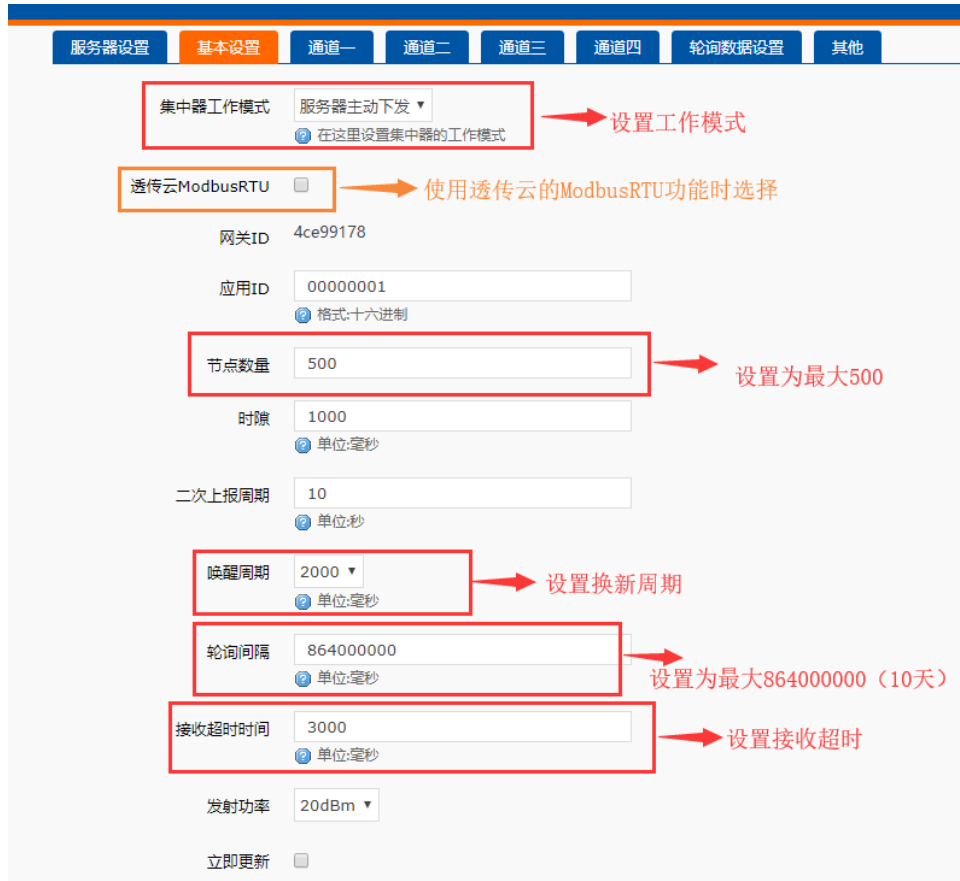 服务器设置 基本设置 通道一 通道二 通道三 通道四 轮询数据设置 其他
集中器工作模式 服务器主动下发
在这里设置集中器的工作模式
设置工作模式
透传云ModbusRTU
使用透传云的ModbusRTU功能时选择
网关ID 4ce99178
应用ID 00000001
格式:十六进制
节点数量 500
设置为最大500
时隙 1000
单位:毫秒
二次上报周期 10
单位:秒
唤醒周期 2000
单位:毫秒
设置换新周期
轮询间隔 864000000
单位:毫秒
设置为最大864000000（10天）
接收超时时间 3000
单位:毫秒
设置接收超时
发射功率 20dBm
立即更新